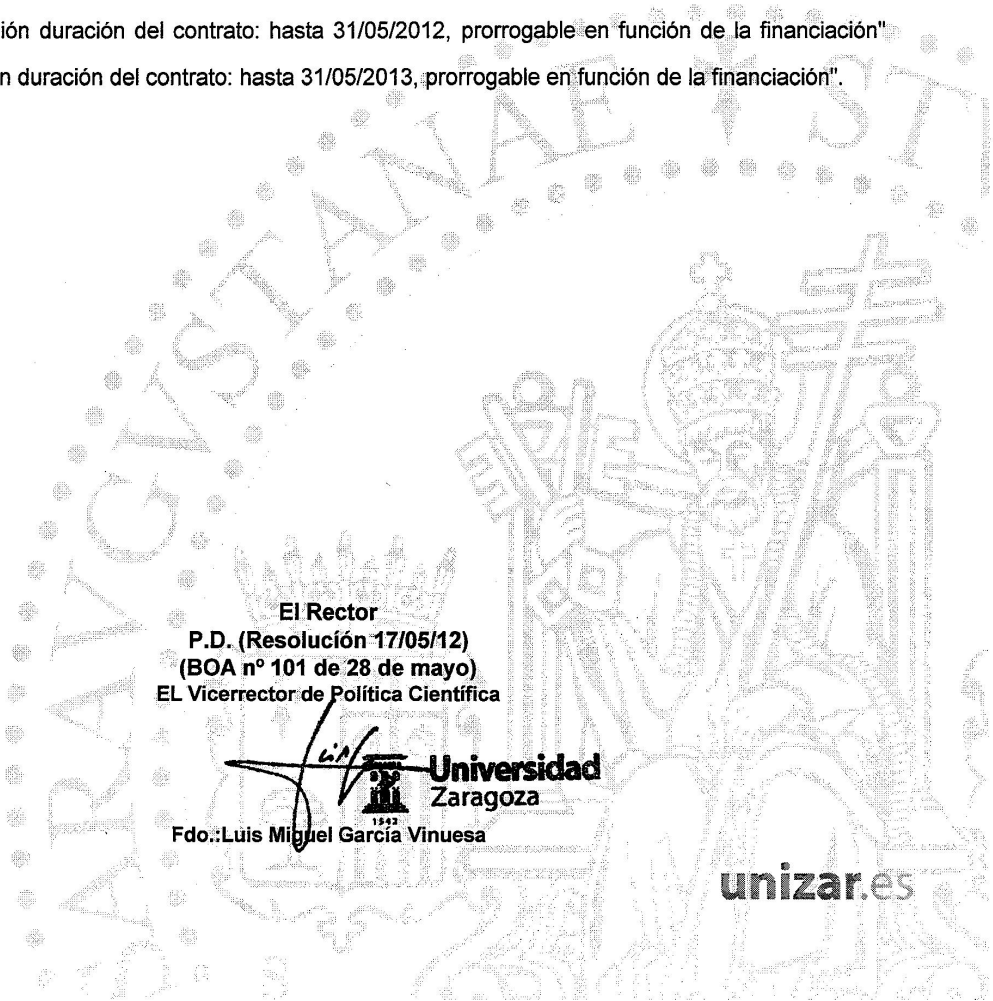 ión duración del contrato: hasta 31/05/2012, prorrogable en función de la financiación"
n duración del contrato: hasta 31/05/2013, prorrogable en función de la financiación".
El Rector
P.D. (Resolución 17/05/12)
(BOA nº 101 de 28 de mayo)
EL Vicerrector de Política Científica
Universidad
Zaragoza
1542
Fdo.:Luis Miguel García Vinuesa
unizar.es